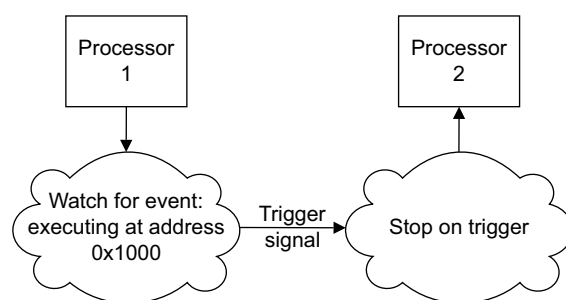 Processor
1
Processor
2
Watch for event:
executing at address
0x1000
Trigger
signal
Stop on trigger